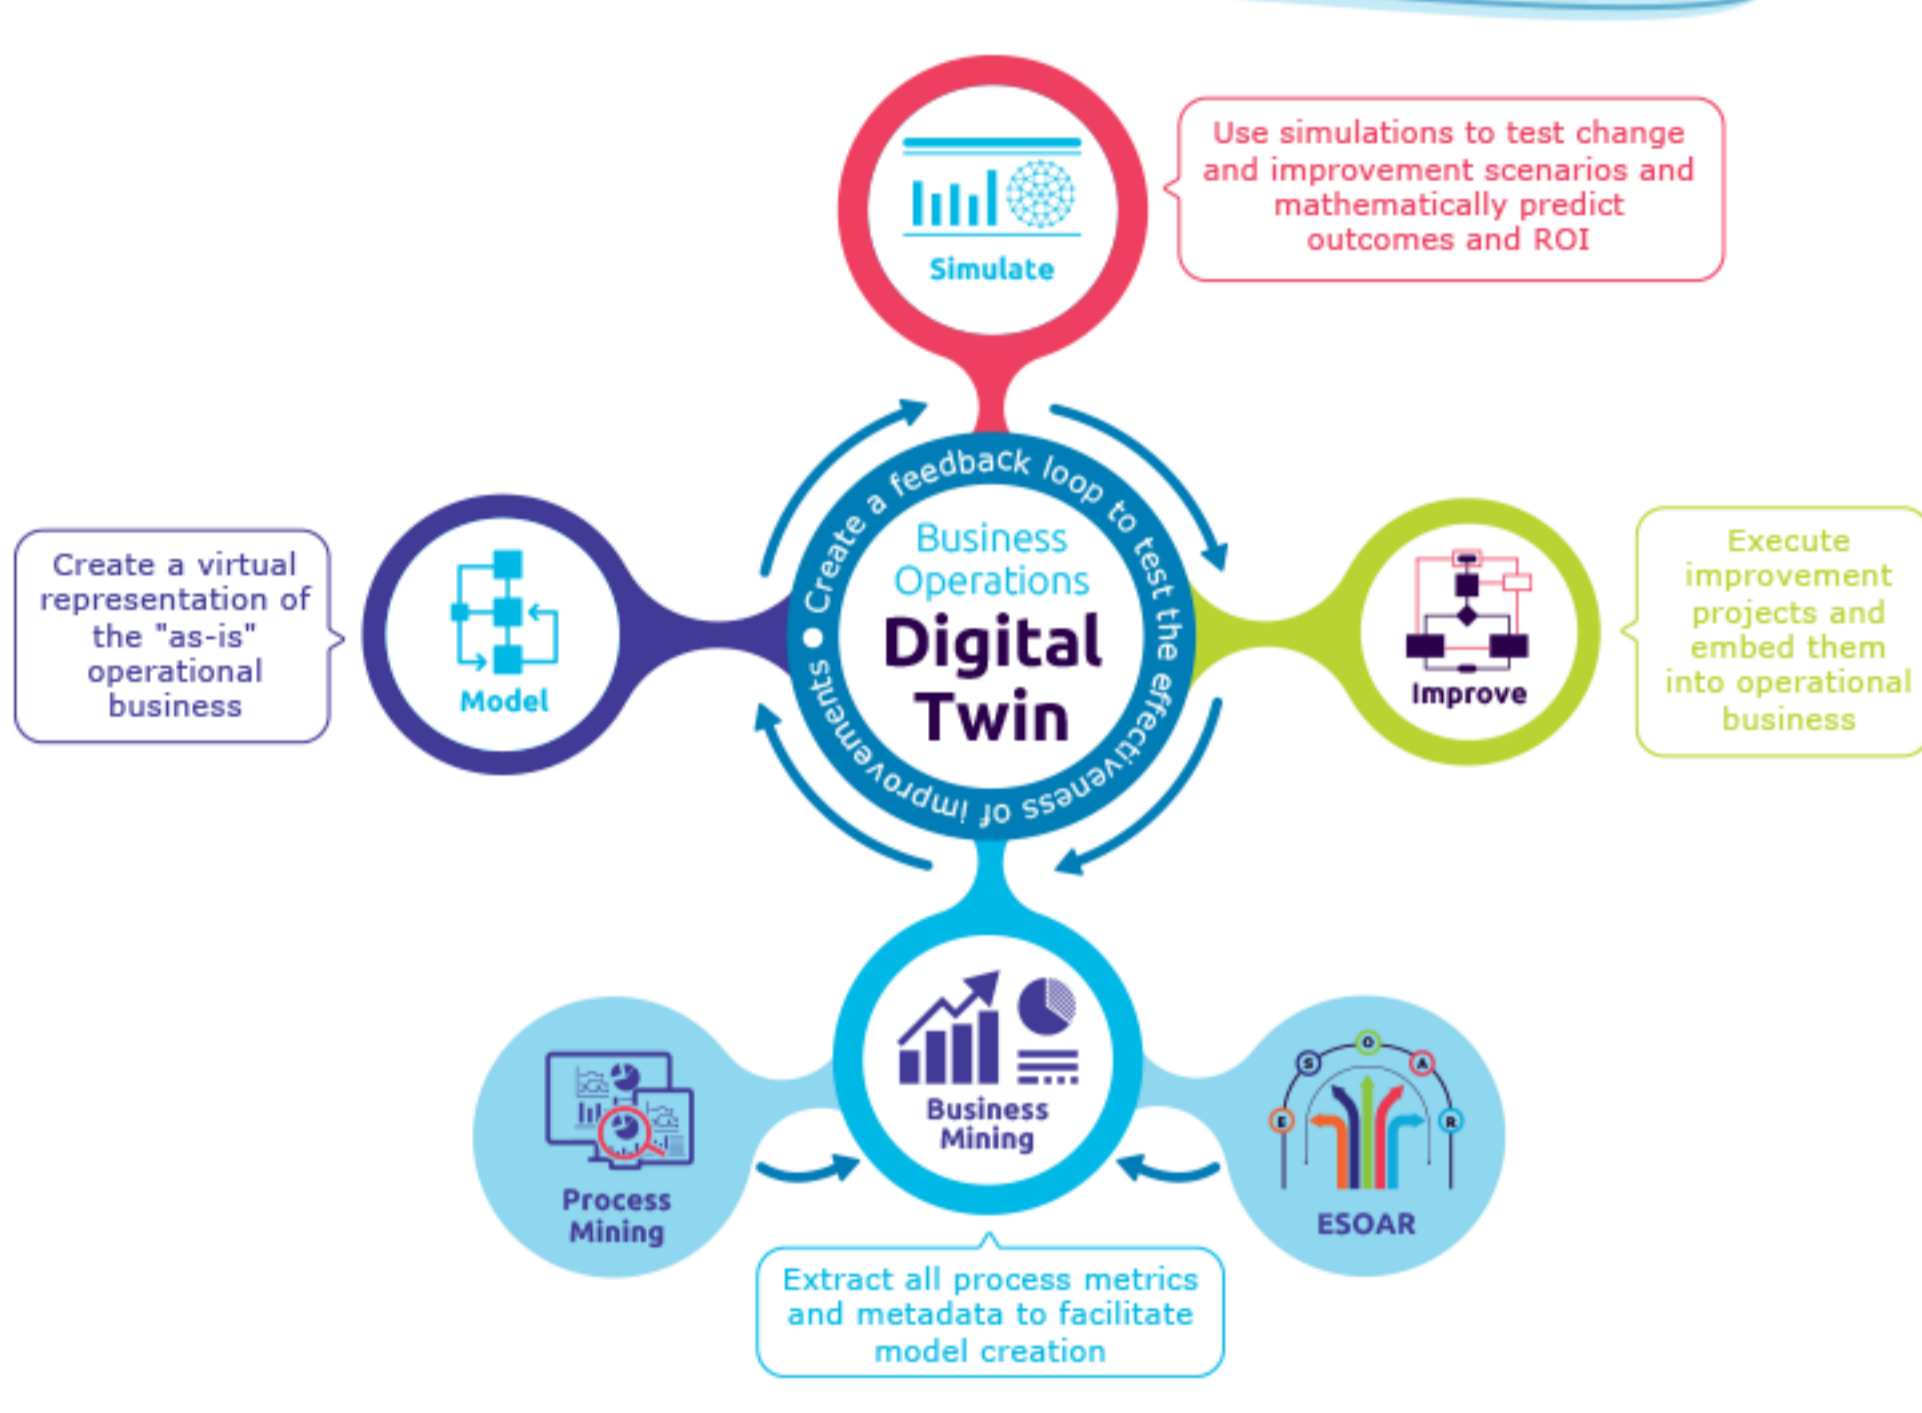 Simulate
Use simulations to test change
and improvement scenarios and
mathematically predict
outcomes and ROI
Create a feedback loop to test the effectiveness of improvements
Business
Operations
Digital
Twin
Create a virtual
representation of
the "as-is"
operational
business
Model
Improve
Execute
improvement
projects and
embed them
into operational
business
Business
Mining
Process
Mining
E S O A R
ESOAR
Extract all process metrics
and metadata to facilitate
model creation